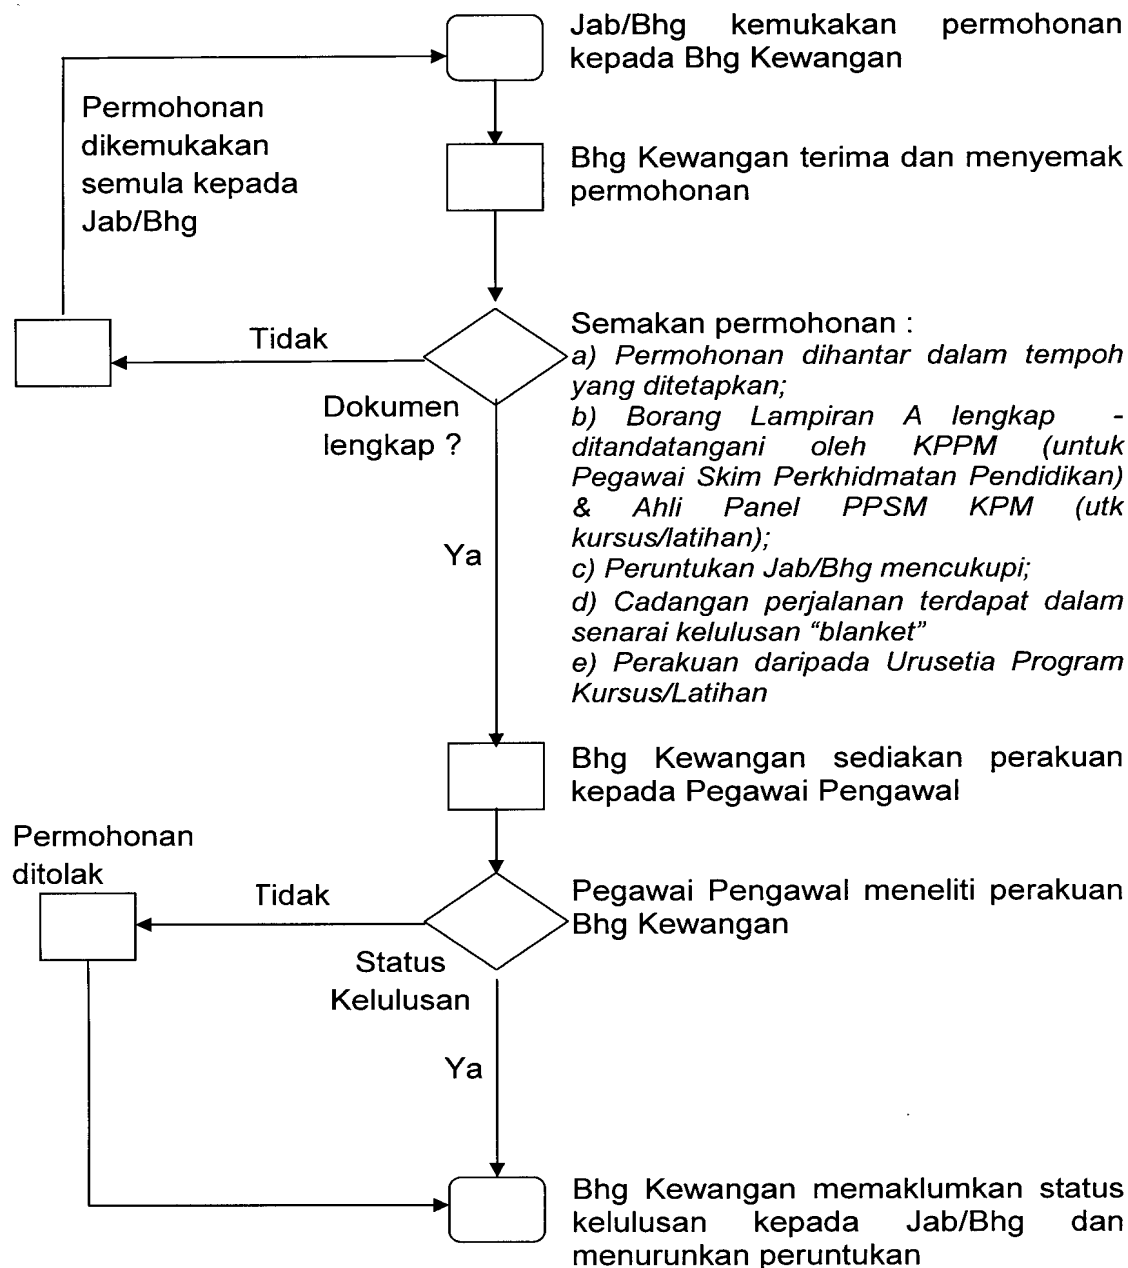 Jab/Bhg kemukakan permohonan
kepada Bhg Kewangan
Permohonan
dikemukakan
semula kepada
Jab/Bhg
Bhg Kewangan terima dan menyemak
permohonan
Tidak
Dokumen
lengkap ?
Semakan permohonan :
a) Permohonan dihantar dalam tempoh
yang ditetapkan;
b) Borang Lampiran A lengkap -
ditandatangani oleh KPPM (untuk
Pegawai Skim Perkhidmatan Pendidikan)
& Ahli Panel PPSM KPM (utk
kursus/latihan);
c) Peruntukan Jab/Bhg mencukupi;
d) Cadangan perjalanan terdapat dalam
senarai kelulusan “blanket”
e) Perakuan daripada Urusetia Program
Kursus/Latihan
Ya
Bhg Kewangan sediakan perakuan
kepada Pegawai Pengawal
Permohonan
ditolak
Tidak
Pegawai Pengawal meneliti perakuan
Bhg Kewangan
Status
Kelulusan
Ya
Bhg Kewangan memaklumkan status
kelulusan kepada Jab/Bhg dan
menurunkan peruntukan